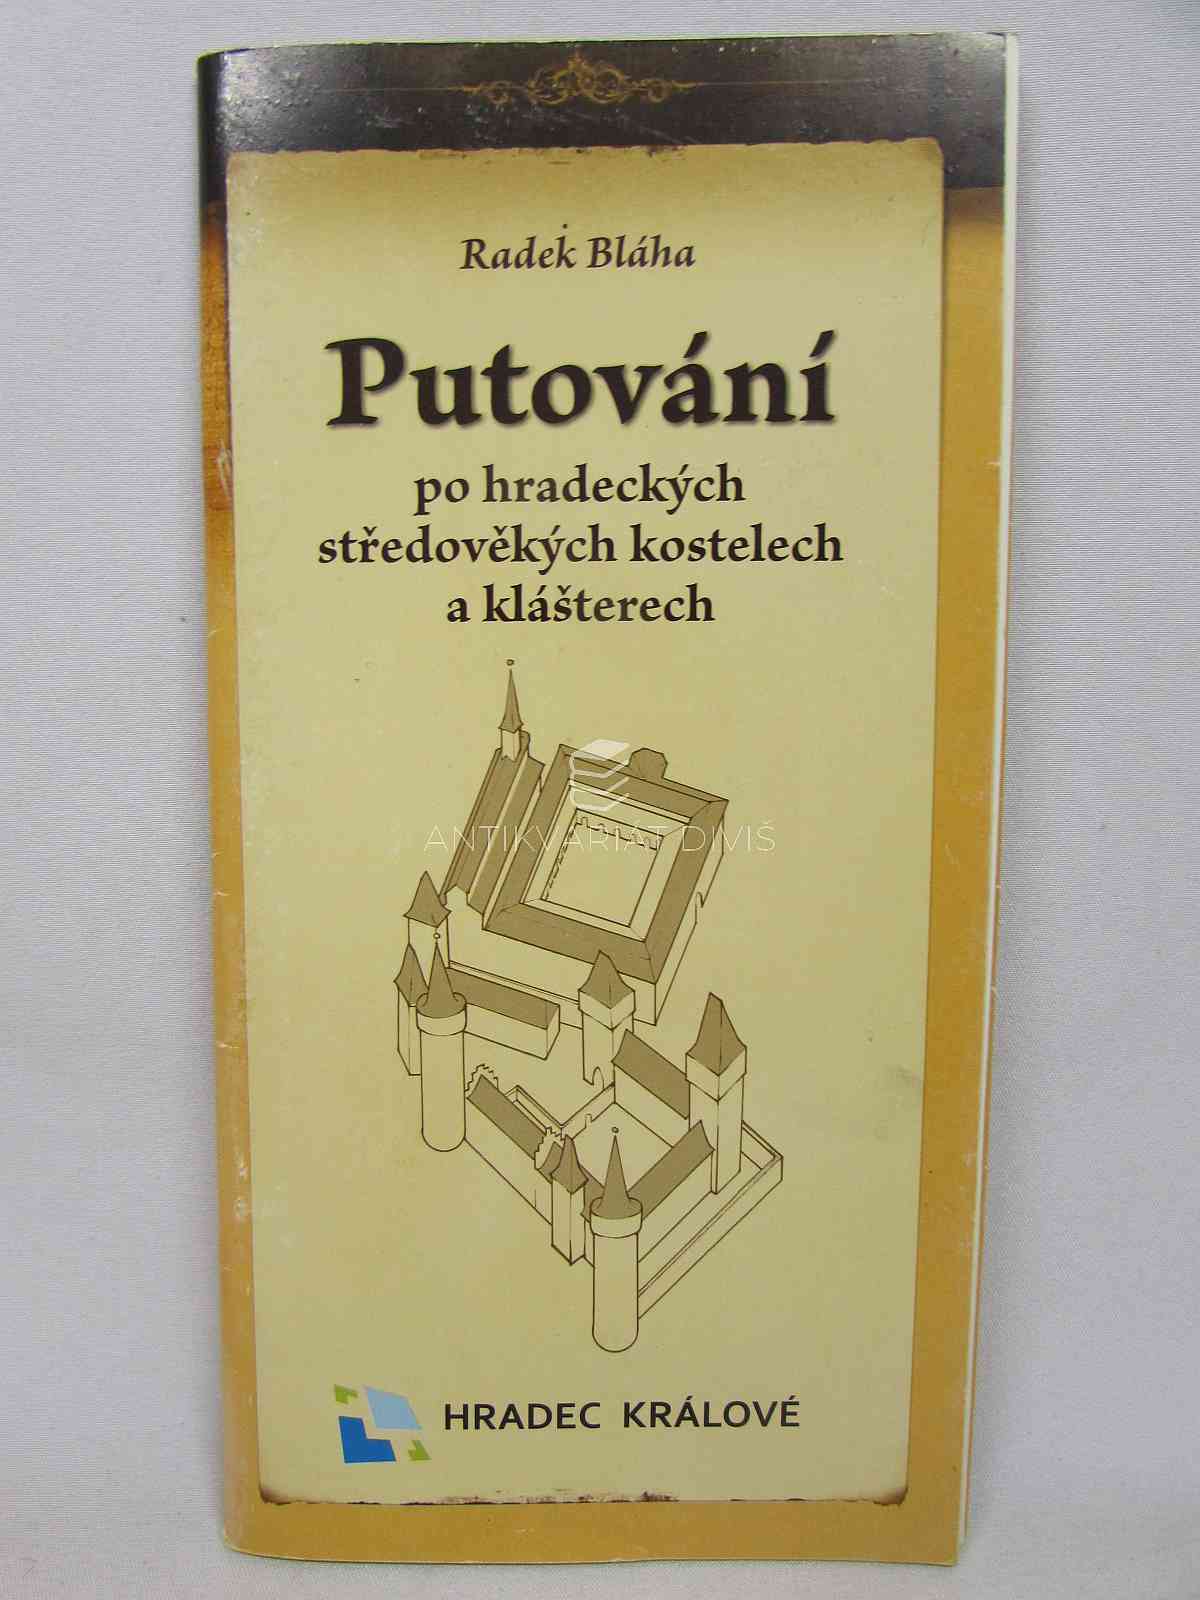 Radek Bláha
Putování
po hradeckých
středověkých kostelech
a klášterech
ANTIKVARIÁT DIVIŠ
HRADEC KRÁLOVÉ